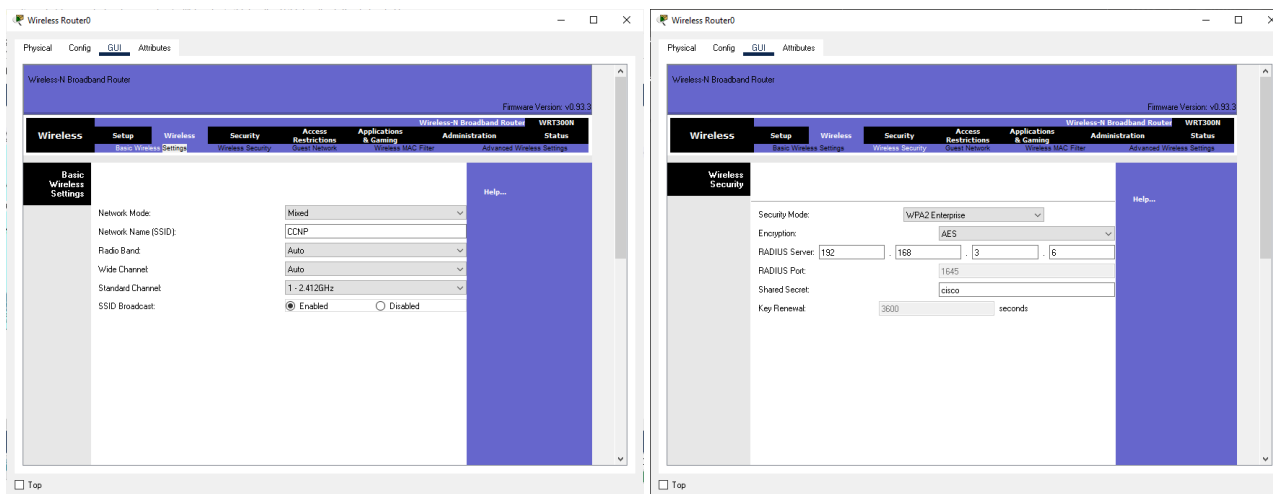 Wireless Router0
Physical Config GUI Attributes
Wireless-N Broadband Router
Firmware Version: v0.93.3
Wireless-N Broadband Router WRT300N
Wireless Setup Wireless Security Access Restrictions Applications & Gaming Administration Status
Basic Wireless Settings Wireless Security Guest Network Wireless MAC Filter Advanced Wireless Settings
Basic Wireless Settings
Help...
Network Mode: Mixed
Network Name (SSID): CCNP
Radio Band: Auto
Wide Channel: Auto
Standard Channel: 1 - 2.412GHz
SSID Broadcast: Enabled Disabled
Top
Wireless Router0
Physical Config GUI Attributes
Wireless-N Broadband Router
Firmware Version: v0.93.3
Wireless-N Broadband Router WRT300N
Wireless Setup Wireless Security Access Restrictions Applications & Gaming Administration Status
Basic Wireless Settings Wireless Security Guest Network Wireless MAC Filter Advanced Wireless Settings
Wireless Security
Help...
Security Mode: WPA2 Enterprise
Encryption: AES
RADIUS Server: 192 . 168 . 3 . 6
RADIUS Port: 1645
Shared Secret: cisco
Key Renewal: 3600 seconds
Top